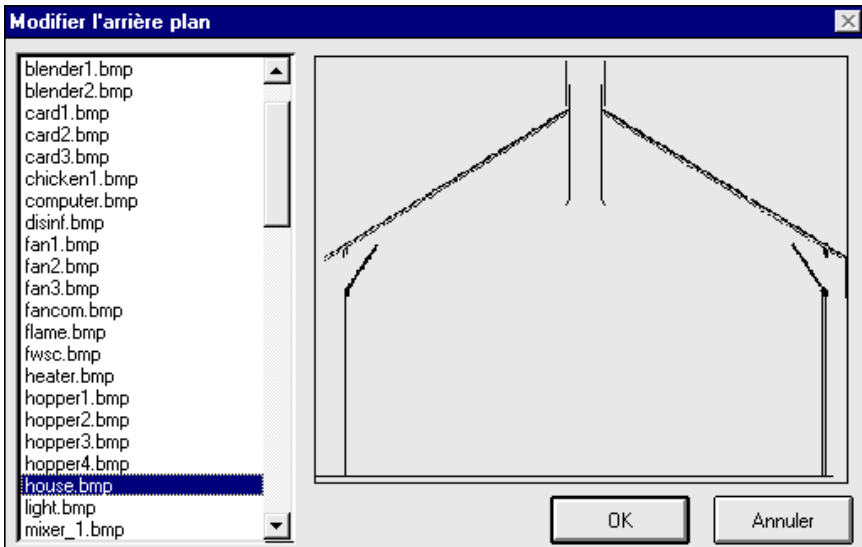 Modifier l'arrière plan
blender1.bmp
blender2.bmp
card1.bmp
card2.bmp
card3.bmp
chicken1.bmp
computer.bmp
disinf.bmp
fan1.bmp
fan2.bmp
fan3.bmp
fancom.bmp
flame.bmp
fwsc.bmp
heater.bmp
hopper1.bmp
hopper2.bmp
hopper3.bmp
hopper4.bmp
house.bmp
light.bmp
mixer_1.bmp
OK
Annuler